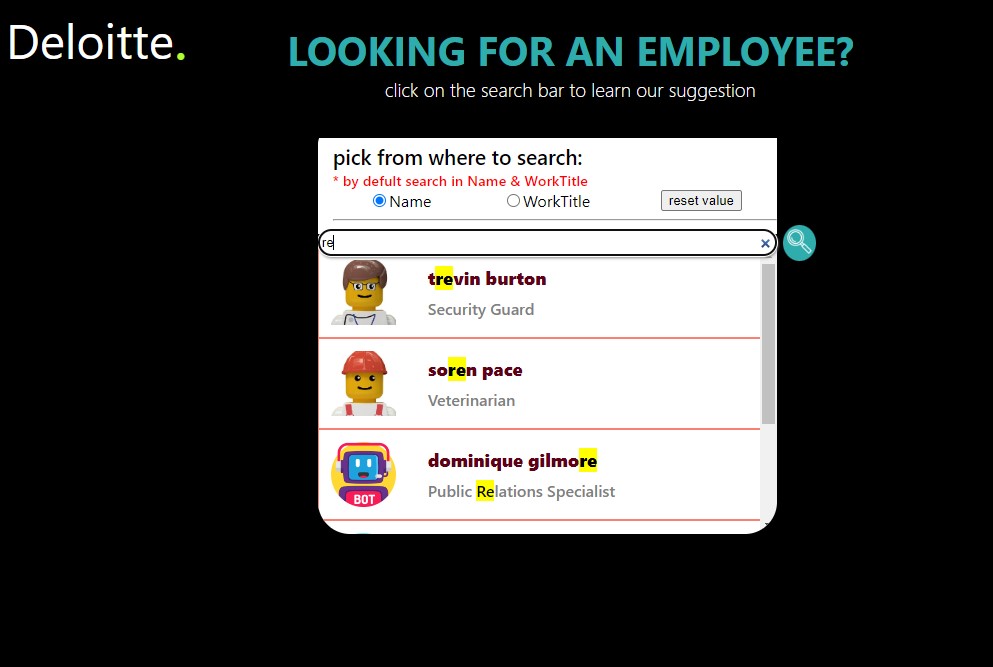 Deloitte.
LOOKING FOR AN EMPLOYEE?
click on the search bar to learn our suggestion
pick from where to search:
* by defult search in Name & WorkTitle
Name WorkTitle reset value
re ×
trevin burton
Security Guard
soren pace
Veterinarian
dominique gilmore
Public Relations Specialist
BOT